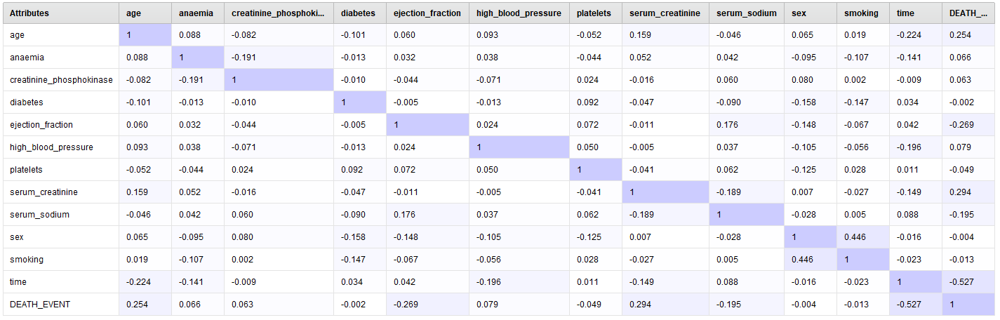 Attributes age anaemia creatinine_phosphoki... diabetes ejection_fraction high_blood_pressure platelets serum_creatinine serum_sodium sex smoking time DEATH_...
age 1 0.088 -0.082 -0.101 0.060 0.093 -0.052 0.159 -0.046 0.065 0.019 -0.224 0.254
anaemia 0.088 1 -0.191 -0.013 0.032 0.038 -0.044 0.052 0.042 -0.095 -0.107 -0.141 0.066
creatinine_phosphokinase -0.082 -0.191 1 -0.010 -0.044 -0.071 0.024 -0.016 0.060 0.080 0.002 -0.009 0.063
diabetes -0.101 -0.013 -0.010 1 -0.005 -0.013 0.092 -0.047 -0.090 -0.158 -0.147 0.034 -0.002
ejection_fraction 0.060 0.032 -0.044 -0.005 1 0.024 0.072 -0.011 0.176 -0.148 -0.067 0.042 -0.269
high_blood_pressure 0.093 0.038 -0.071 -0.013 0.024 1 0.050 -0.005 0.037 -0.105 -0.056 -0.196 0.079
platelets -0.052 -0.044 0.024 0.092 0.072 0.050 1 -0.041 0.062 -0.125 0.028 0.011 -0.049
serum_creatinine 0.159 0.052 -0.016 -0.047 -0.011 -0.005 -0.041 1 -0.189 0.007 -0.027 -0.149 0.294
serum_sodium -0.046 0.042 0.060 -0.090 0.176 0.037 0.062 -0.189 1 -0.028 0.005 0.088 -0.195
sex 0.065 -0.095 0.080 -0.158 -0.148 -0.105 -0.125 0.007 -0.028 1 0.446 -0.016 -0.004
smoking 0.019 -0.107 0.002 -0.147 -0.067 -0.056 0.028 -0.027 0.005 0.446 1 -0.023 -0.013
time -0.224 -0.141 -0.009 0.034 0.042 -0.196 0.011 -0.149 0.088 -0.016 -0.023 1 -0.527
DEATH_EVENT 0.254 0.066 0.063 -0.002 -0.269 0.079 -0.049 0.294 -0.195 -0.004 -0.013 -0.527 1